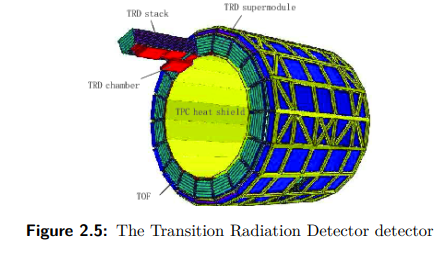 TRD stack
TRD supermodule
TRD chamber
TPC heat shield
TOF
Figure 2.5: The Transition Radiation Detector detector